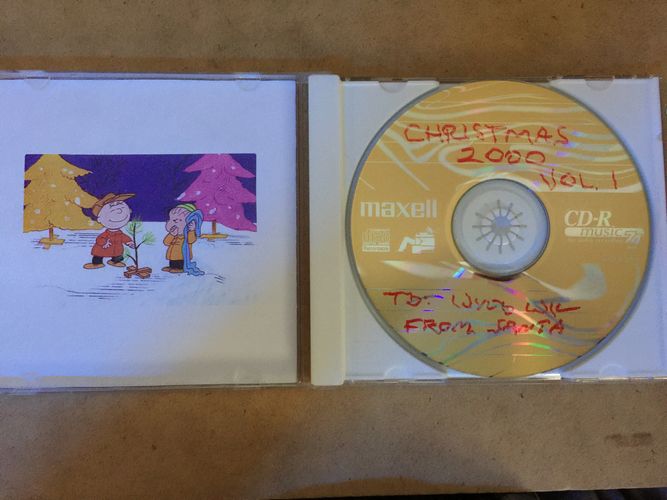 CHRISTMAS
2000
VOL. 1
maxell
CD-R
music
TO:
FROM SANTA